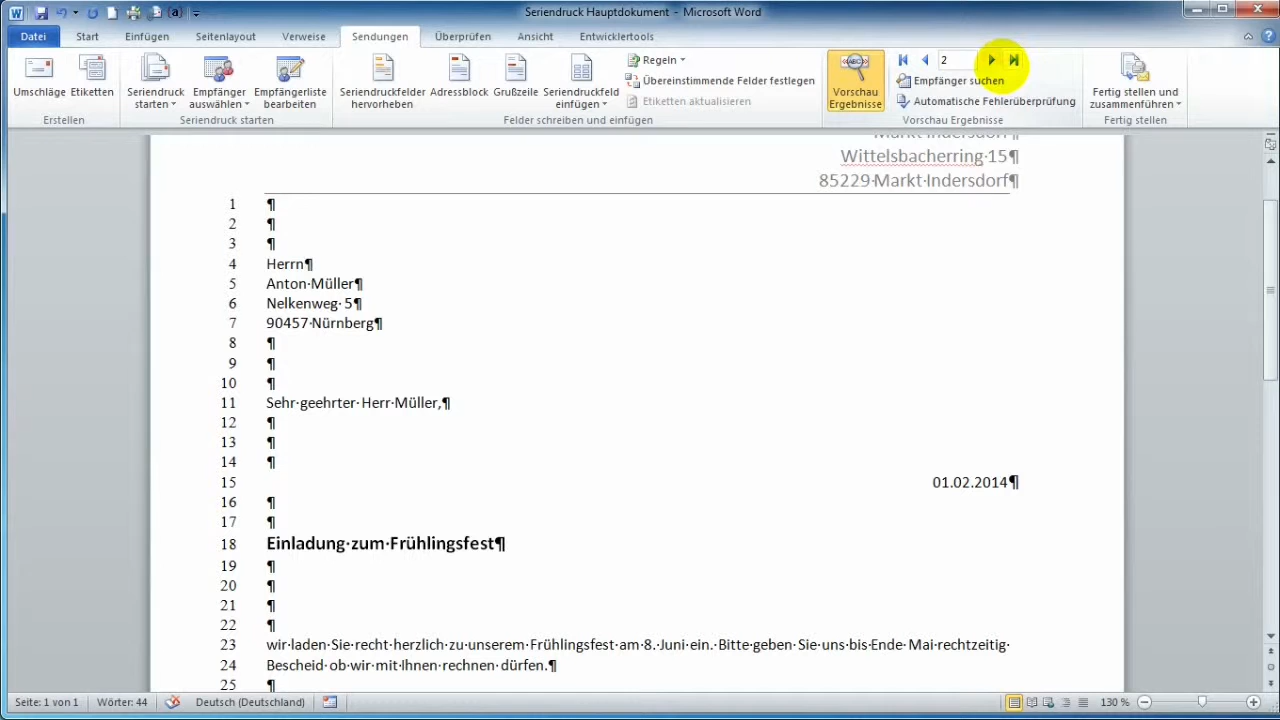 Seriendruck Hauptdokument - Microsoft Word
Datei Start Einfügen Seitenlayout Verweise Sendungen Überprüfen Ansicht Entwicklertools
Umschläge Etiketten
Erstellen
Seriendruck starten Empfänger auswählen Empfängerliste bearbeiten
Seriendruck starten
Seriendruckfelder hervorheben Adressblock Grußzeile Seriendruckfeld einfügen
Regeln
Übereinstimmende Felder festlegen
Etiketten aktualisieren
Felder schreiben und einfügen
Vorschau Ergebnisse
2
Empfänger suchen
Automatische Fehlerüberprüfung
Vorschau Ergebnisse
Fertig stellen und zusammenführen
Fertig stellen
Markt Indersdorf¶
Wittelsbacherring·15¶
85229·Markt·Indersdorf¶
1 ¶
2 ¶
3 ¶
4 Herrn¶
5 Anton·Müller¶
6 Nelkenweg·5¶
7 90457·Nürnberg¶
8 ¶
9 ¶
10 ¶
11 Sehr·geehrter·Herr·Müller,¶
12 ¶
13 ¶
14 ¶
15 01.02.2014¶
16 ¶
17 ¶
18 Einladung·zum·Frühlingsfest¶
19 ¶
20 ¶
21 ¶
22 ¶
23 wir·laden·Sie·recht·herzlich·zu·unserem·Frühlingsfest·am·8.·Juni·ein.·Bitte·geben·Sie·uns·bis·Ende·Mai·rechtzeitig·
24 Bescheid·ob·wir·mit·Ihnen·rechnen·dürfen.¶
25 ¶
Seite: 1 von 1 Wörter: 44 Deutsch (Deutschland) 130 %